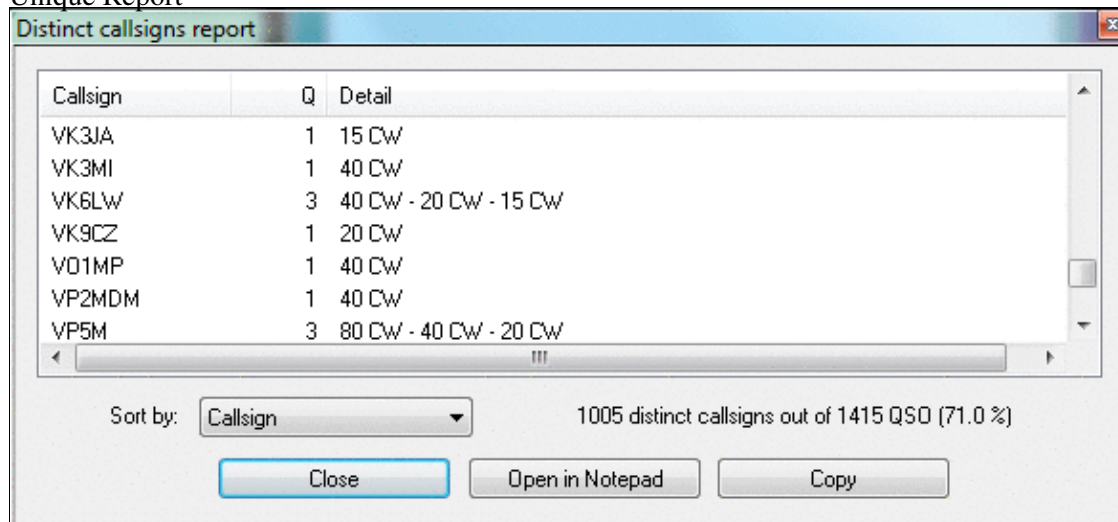 Unique Report
Distinct callsigns report
Callsign Q Detail
VK3JA 1 15 CW
VK3MI 1 40 CW
VK6LW 3 40 CW - 20 CW - 15 CW
VK9CZ 1 20 CW
VO1MP 1 40 CW
VP2MDM 1 40 CW
VP5M 3 80 CW - 40 CW - 20 CW
Sort by: Callsign 1005 distinct callsigns out of 1415 QSO (71.0 %)
Close Open in Notepad Copy